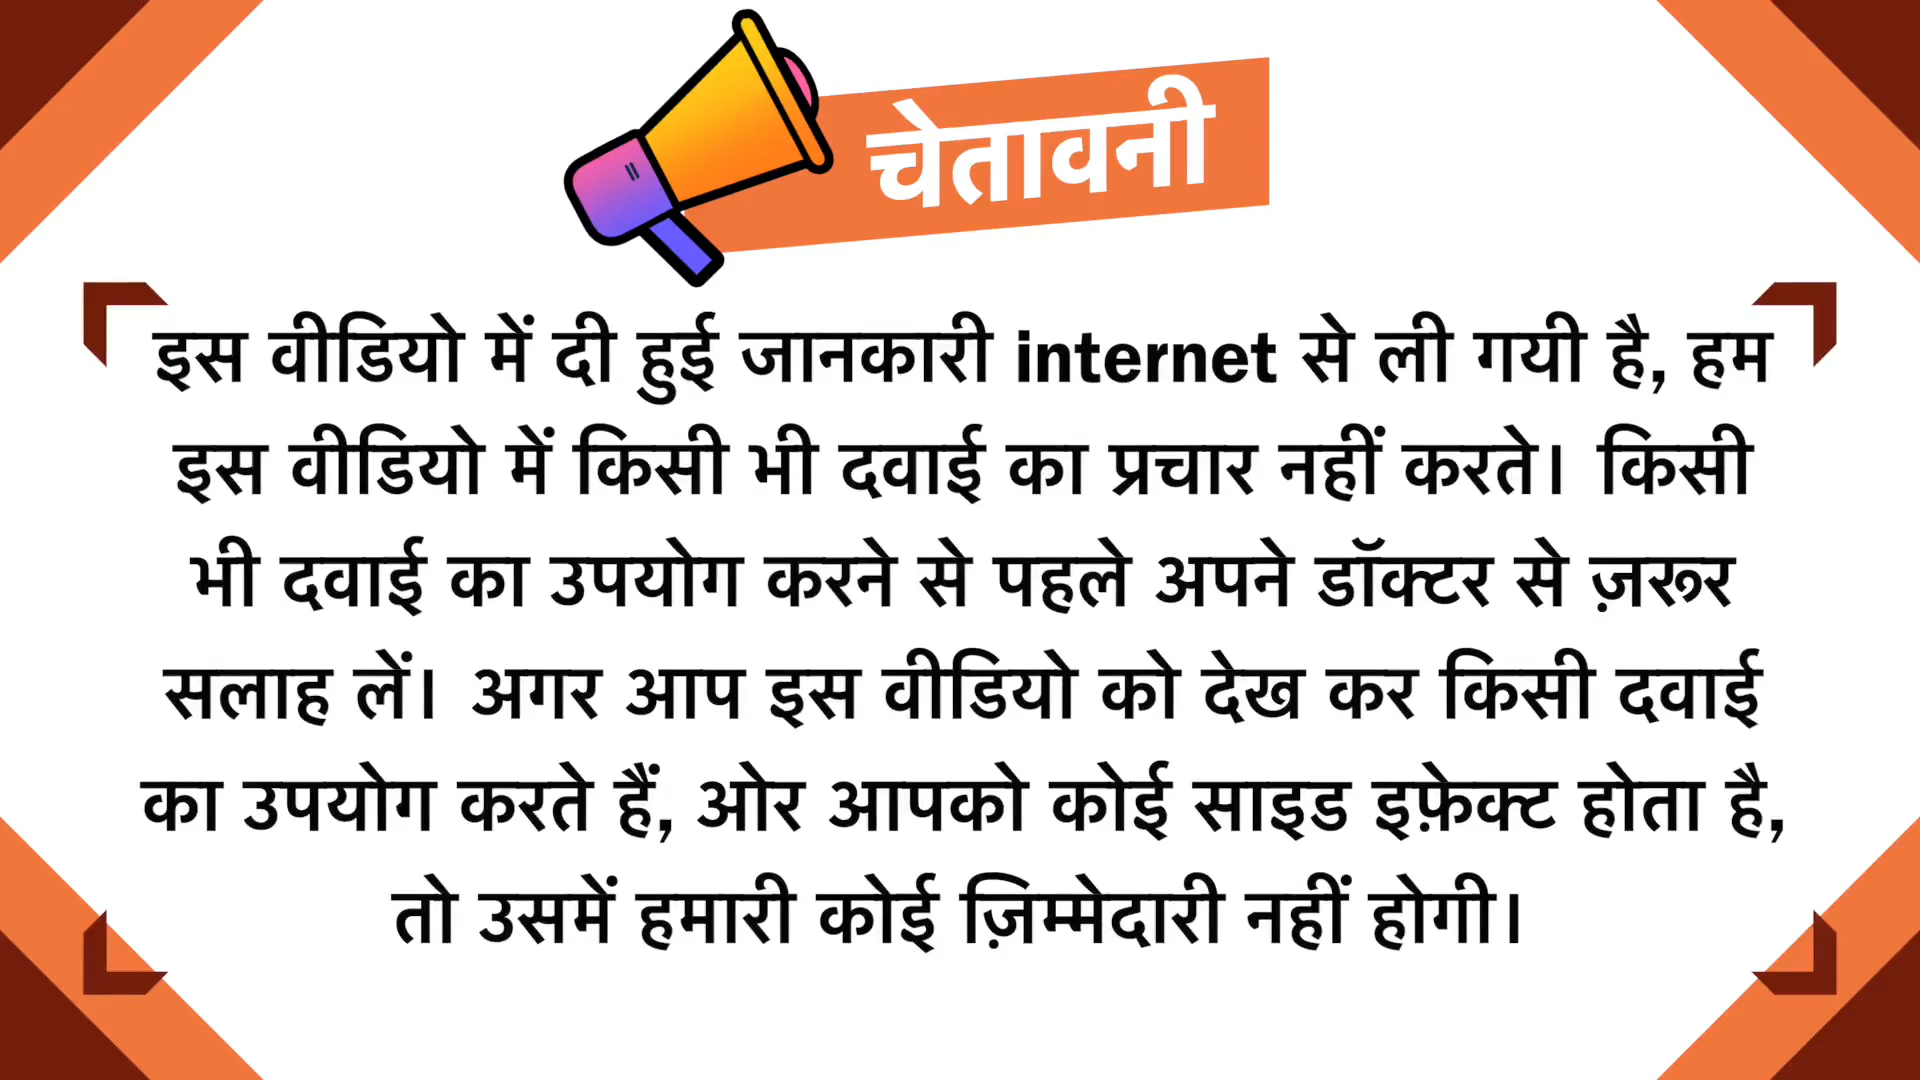 चेतावनी
इस वीडियो में दी हुई जानकारी internet से ली गयी है, हम
इस वीडियो में किसी भी दवाई का प्रचार नहीं करते। किसी
भी दवाई का उपयोग करने से पहले अपने डॉक्टर से ज़रूर
सलाह लें। अगर आप इस वीडियो को देख कर किसी दवाई
का उपयोग करते हैं, ओर आपको कोई साइड इफ़ेक्ट होता है,
तो उसमें हमारी कोई ज़िम्मेदारी नहीं होगी।